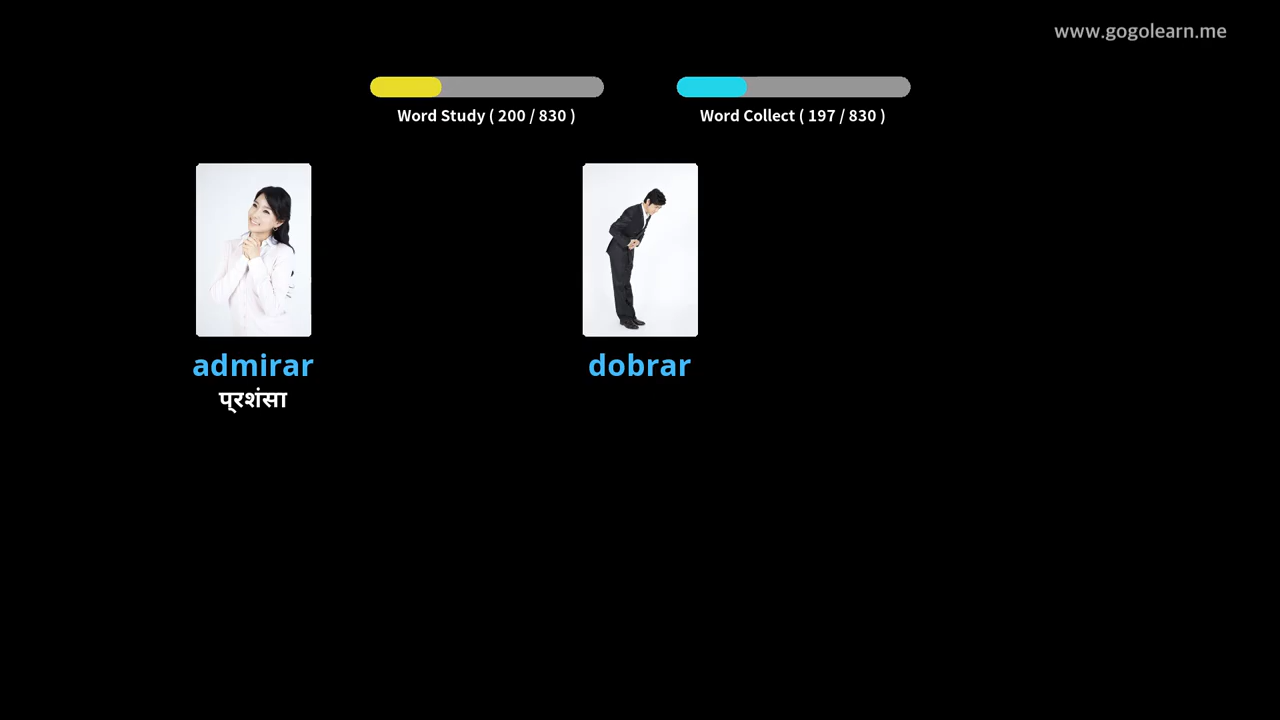 www.gogolearn.me
Word Study ( 200 / 830 )
Word Collect ( 197 / 830 )
admirar
dobrar
प्रशंसा